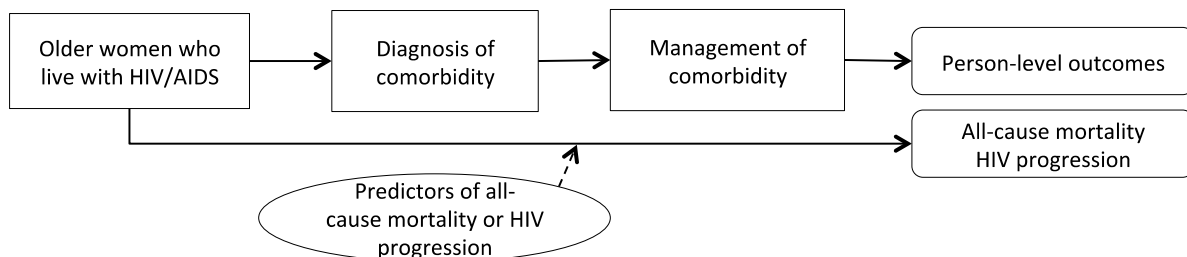 Older women who
live with HIV/AIDS
Diagnosis of
comorbidity
Management of
comorbidity
Person-level outcomes
All-cause mortality
HIV progression
Predictors of all-
cause mortality or HIV
progression